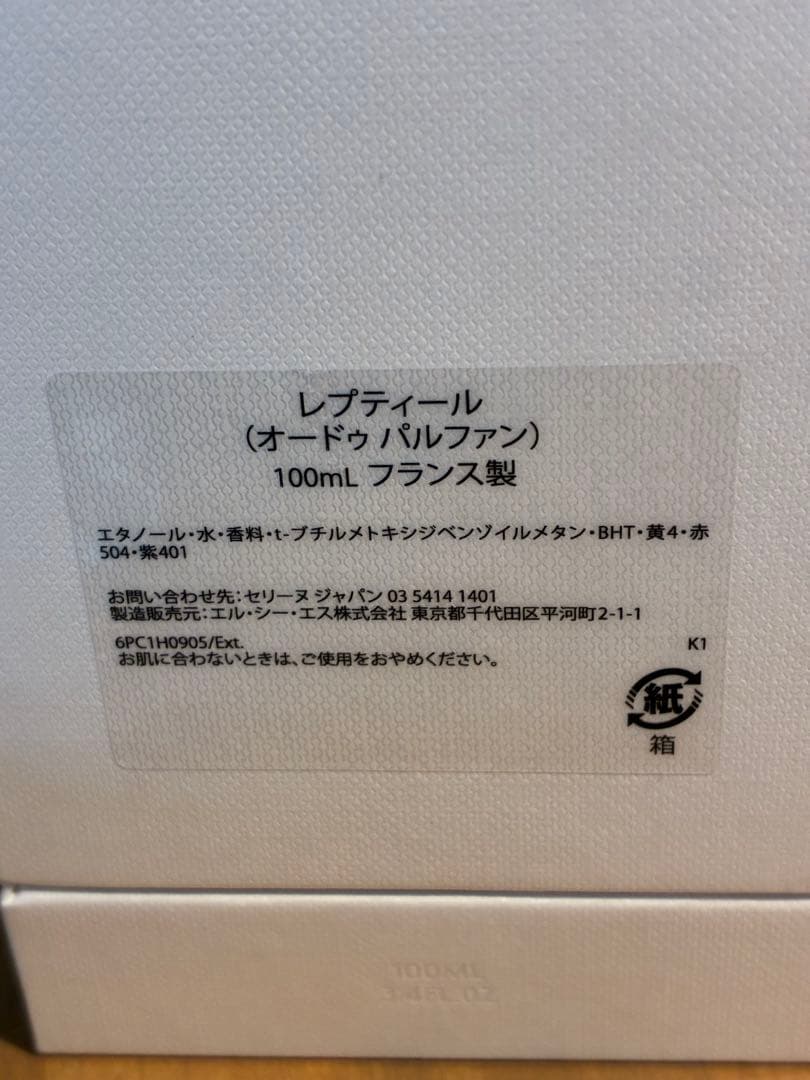 レプティール
(オードゥ パルファン)
100mL フランス製
エタノール・水・香料・t-ブチルメトキシジベンゾイルメタン・BHT・黄4・赤
504・紫401
お問い合わせ先:セリーヌ ジャパン 03 5414 1401
製造販売元:エル・シー・エス株式会社 東京都千代田区平河町2-1-1
6PC1H0905/Ext.
K1
お肌に合わないときは、ご使用をおやめください。
紙
箱
100ML
3.4FL OZ